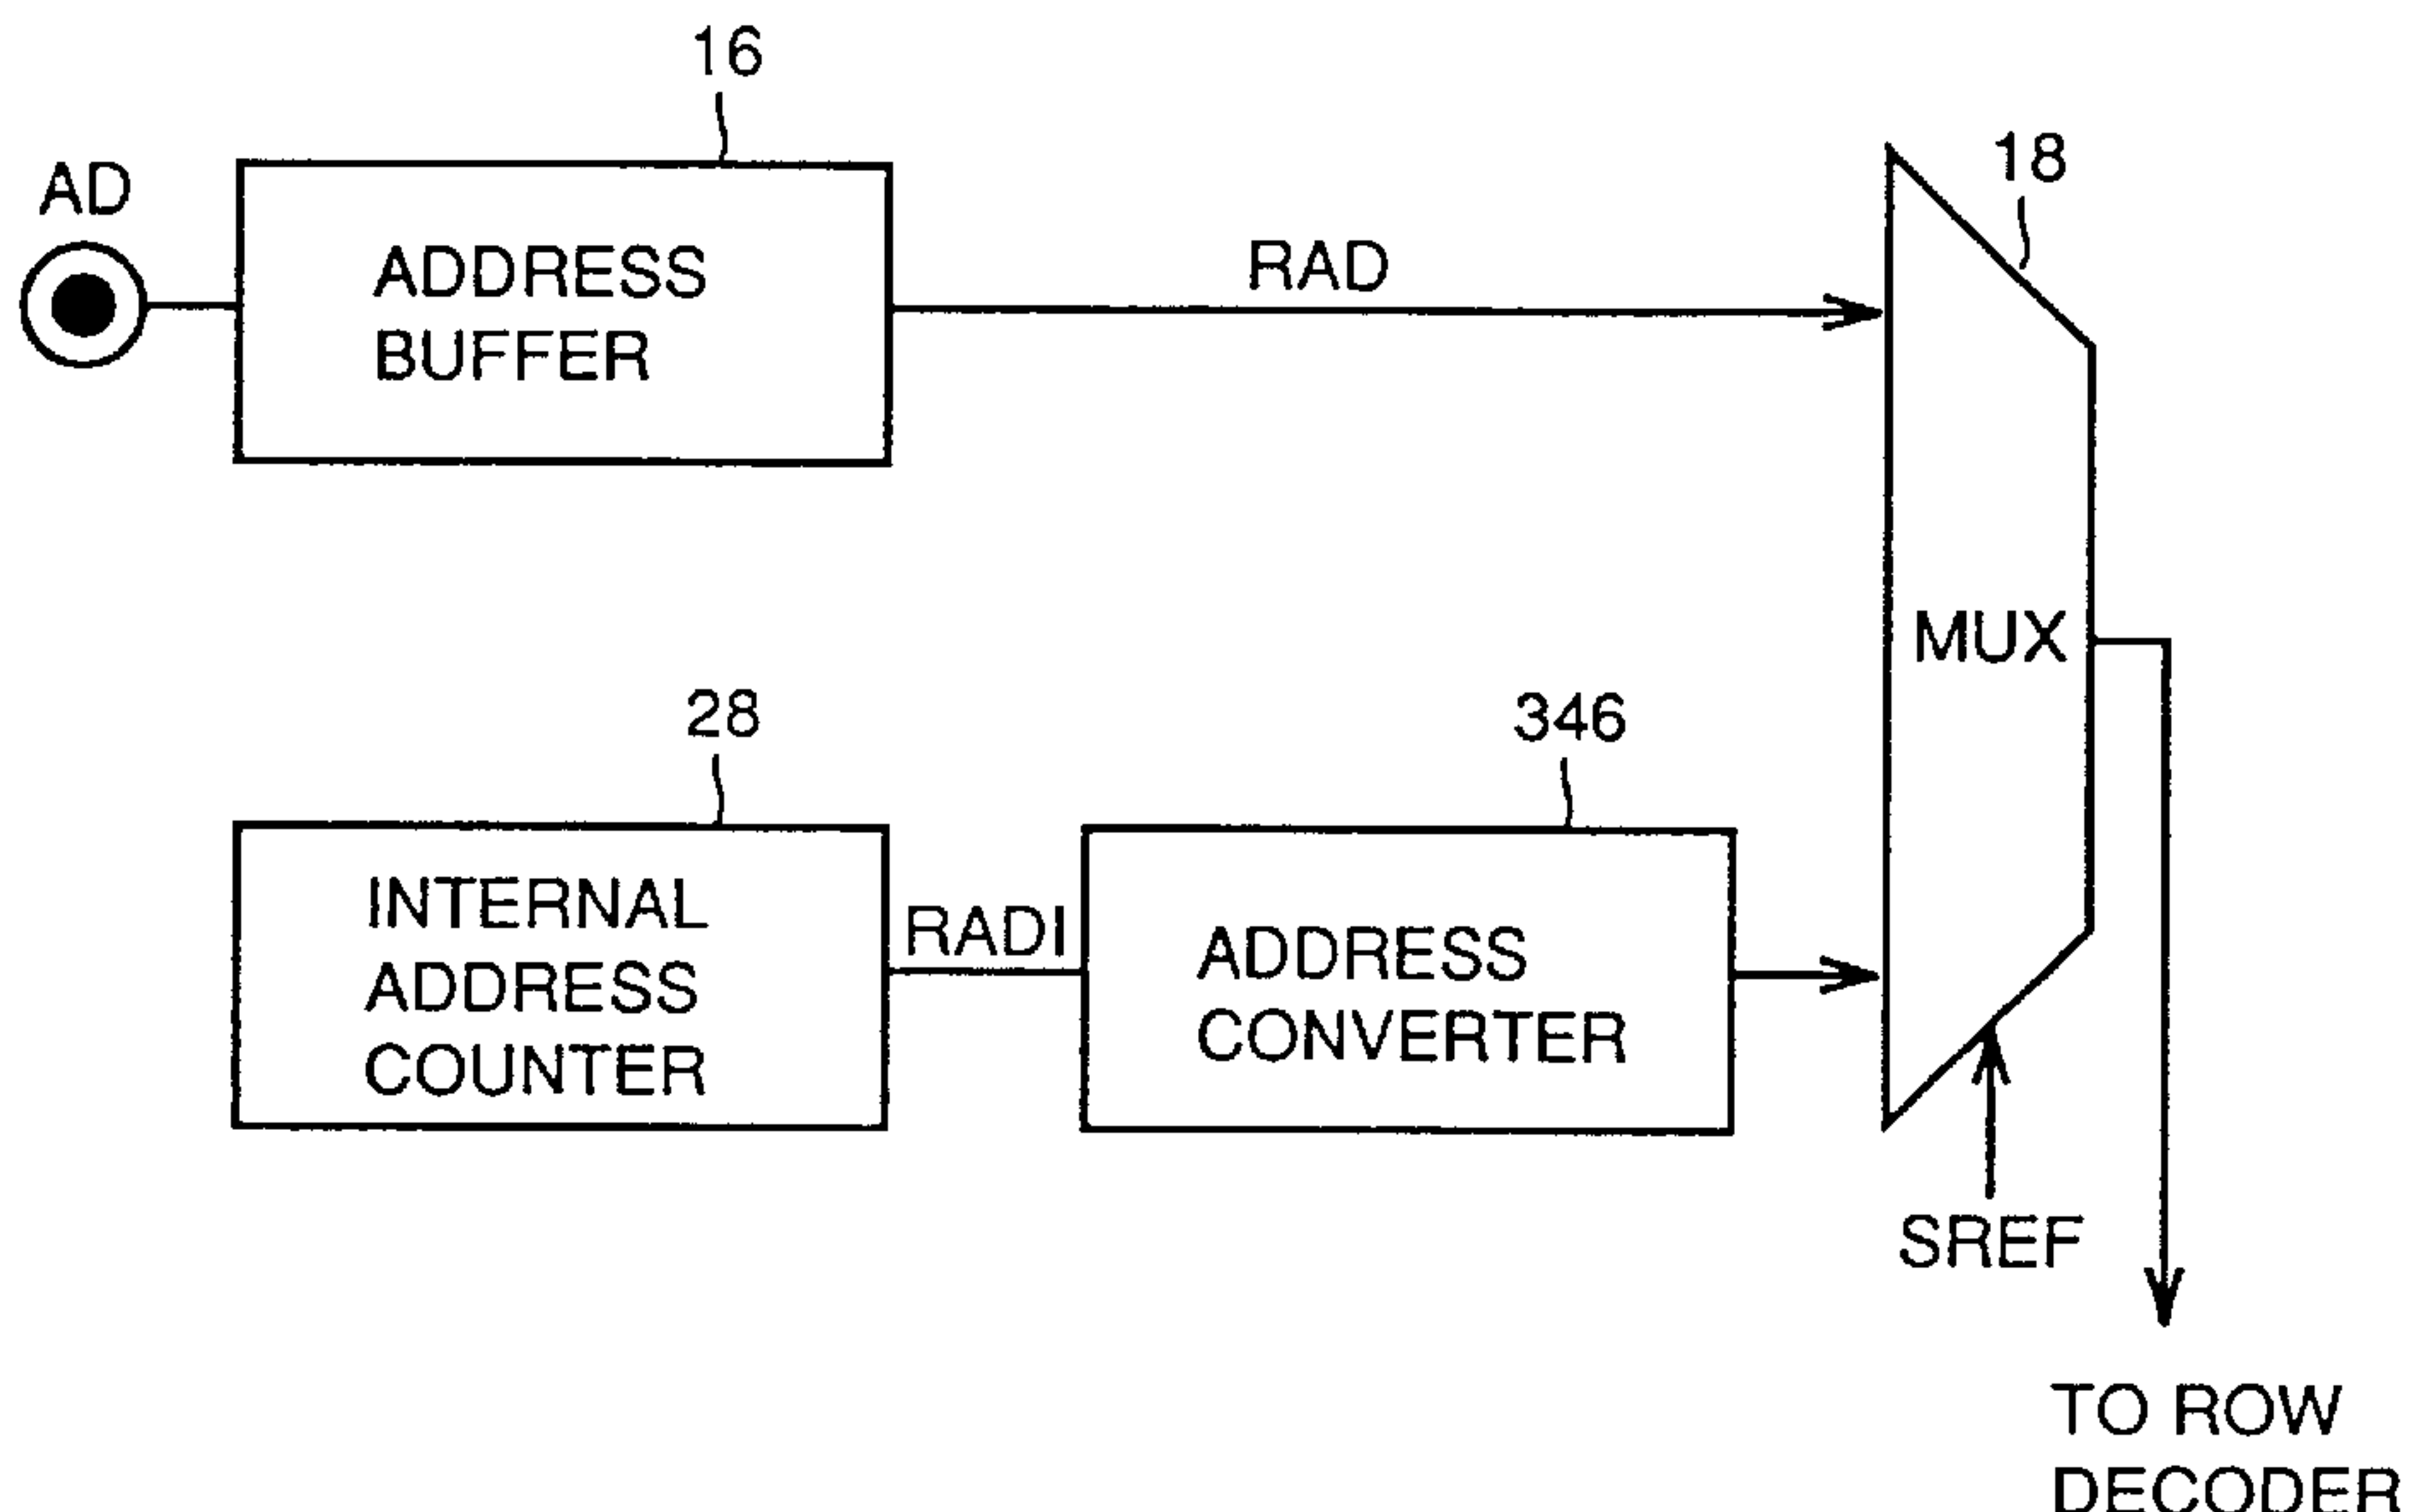 16
AD
18
ADDRESS
BUFFER
RAD
MUX
28
346
INTERNAL
ADDRESS
COUNTER
RADI
ADDRESS
CONVERTER
SREF
TO ROW
DECODER